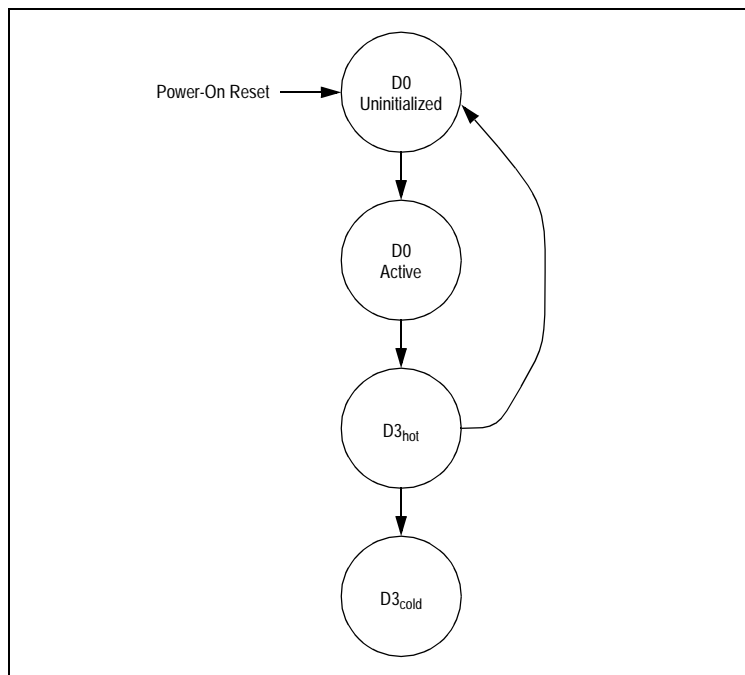 Power-On Reset
D0
Uninitialized
D0
Active
D3hot
D3cold